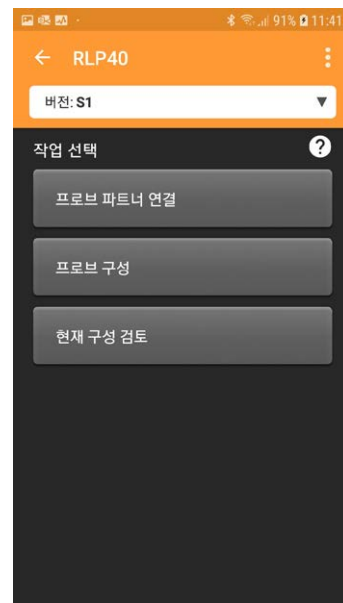 91% 11:41
← RLP40
버전: S1 ▼
작업 선택 ?
프로브 파트너 연결
프로브 구성
현재 구성 검토